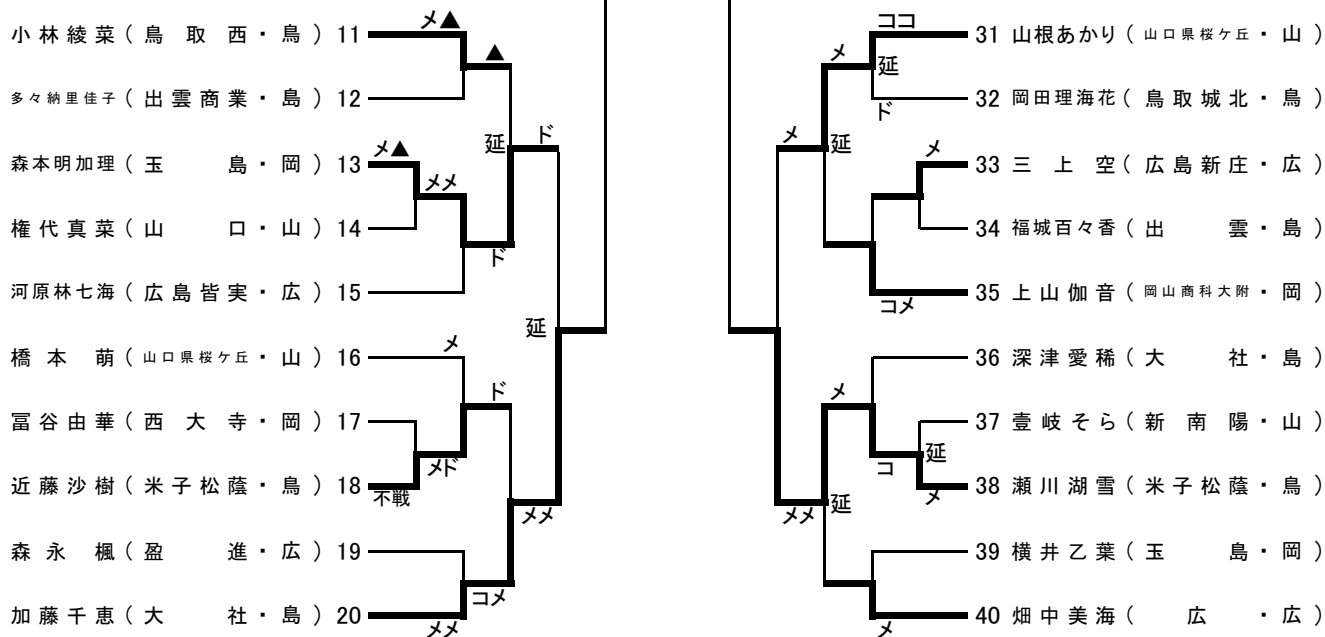 メ▲
小林綾菜（鳥取西・鳥）11
▲
多々納里佳子（出雲商業・島）12
延
ド
メ▲
森本明加理（玉島・岡）13
メメ
権代真菜（山口・山）14
ド
河原林七海（広島皆実・広）15
延
メ
橋本萌（山口県桜ケ丘・山）16
ド
冨谷由華（西大寺・岡）17
メド
近藤沙樹（米子松蔭・鳥）18
不戦
メメ
森永楓（盈進・広）19
コメ
加藤千恵（大社・島）20
メメ
ココ
31 山根あかり（山口県桜ケ丘・山）
メ
延
32 岡田理海花（鳥取城北・鳥）
ド
メ
延
メ
33 三上空（広島新庄・広）
34 福城百々香（出雲・島）
35 上山伽音（岡山商科大附・岡）
コメ
36 深津愛稀（大社・島）
メ
37 壹岐そら（新南陽・山）
延
コ
38 瀬川湖雪（米子松蔭・鳥）
メ
メメ
延
39 横井乙葉（玉島・岡）
40 畑中美海（広・広）
メ